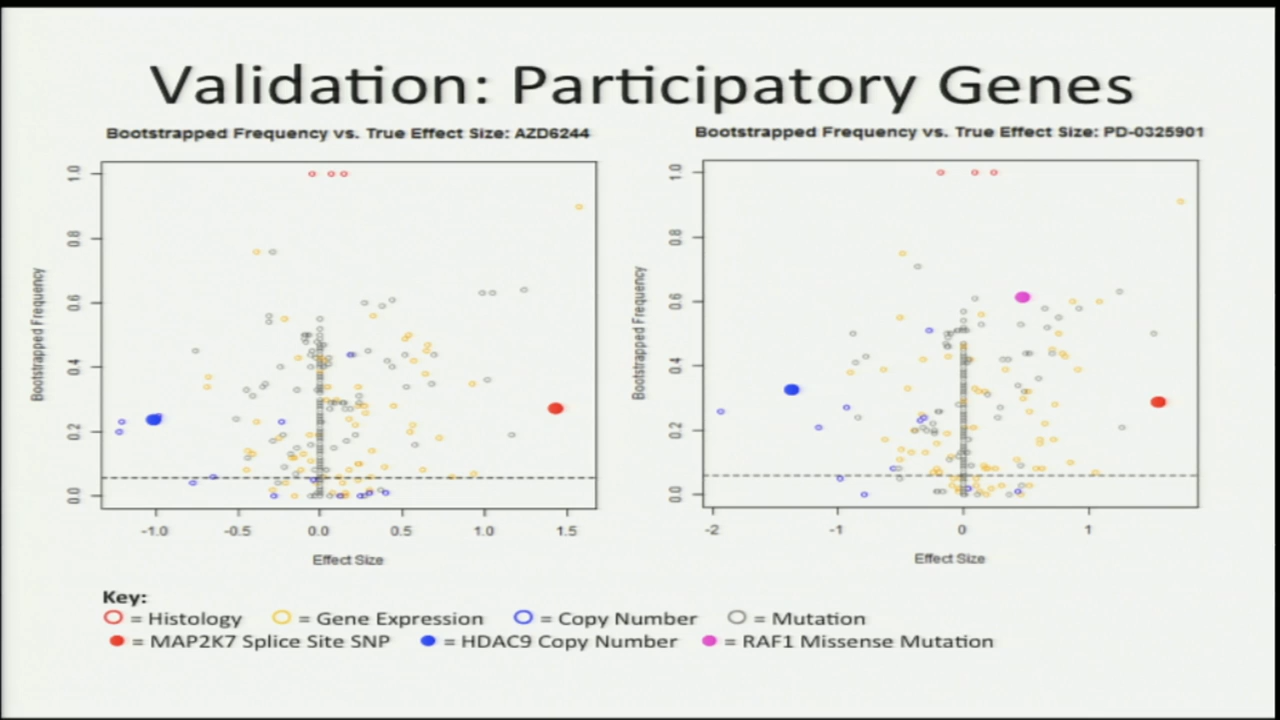 Validation: Participatory Genes
Bootstrapped Frequency vs. True Effect Size: AZD6244
Bootstrapped Frequency
1.0
0.8
0.6
0.4
0.2
0.0
-1.0 -0.5 0.0 0.5 1.0 1.5
Effect Size
Bootstrapped Frequency vs. True Effect Size: PD-0325901
Bootstrapped Frequency
1.0
0.8
0.6
0.4
0.2
0.0
-2 -1 0 1
Effect Size
Key:
= Histology = Gene Expression = Copy Number = Mutation
= MAP2K7 Splice Site SNP = HDAC9 Copy Number = RAF1 Missense Mutation